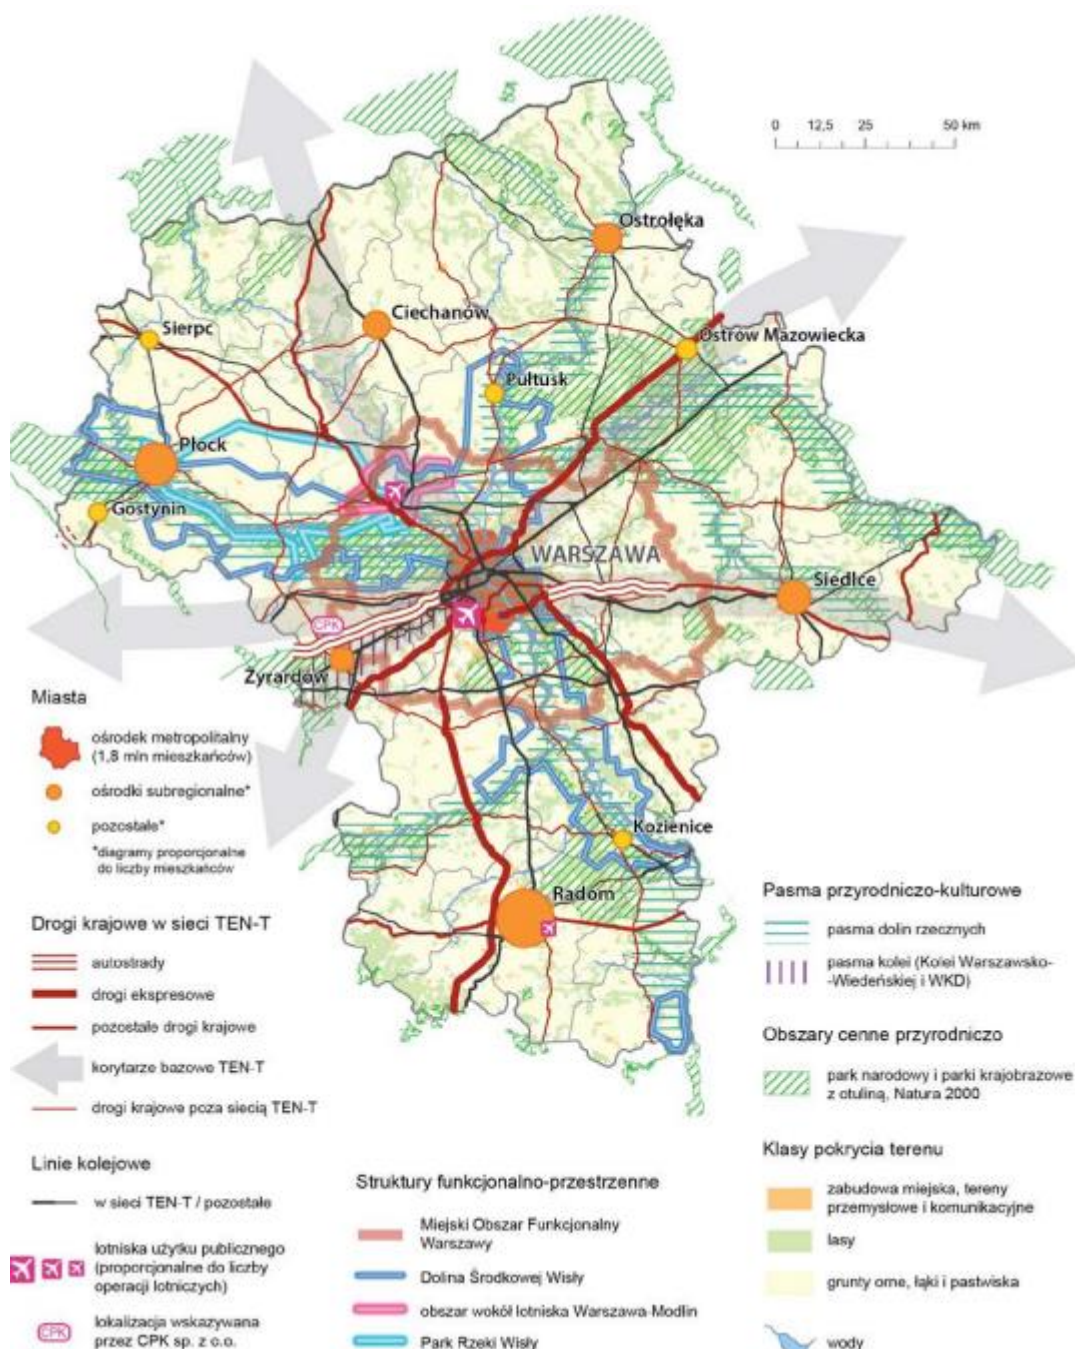 0 12,5 25 50 km
Ostrołęka
Ciechanów
Sierpc
Ostrów Mazowiecka
Pułtusk
Płock
Gostynin
WARSZAWA
Siedlce
CPK
Żyrardów
Kozienice
Radom
Miasta
ośrodek metropolitalny
(1,8 mln mieszkańców)
ośrodki subregionalne*
pozostałe*
*diagramy proporcjonalne
do liczby mieszkańców
Drogi krajowe w sieci TEN-T
autostrady
drogi ekspresowe
pozostałe drogi krajowe
korytarze bazowe TEN-T
drogi krajowe poza siecią TEN-T
Linie kolejowe
w sieci TEN-T / pozostałe
lotniska użytku publicznego
(proporcjonalne do liczby
operacji lotniczych)
CPK
lokalizacja wskazywana
przez CPK sp. z o.o.
Struktury funkcjonalno-przestrzenne
Miejski Obszar Funkcjonalny
Warszawy
Dolina Środkowej Wisły
obszar wokół lotniska Warszawa-Modlin
Park Rzeki Wisły
Pasma przyrodniczo-kulturowe
pasma dolin rzecznych
pasma kolei (Kolei Warszawsko-
-Wiedeńskiej i WKD)
Obszary cenne przyrodniczo
park narodowy i parki krajobrazowe
z otuliną, Natura 2000
Klasy pokrycia terenu
zabudowa miejska, tereny
przemysłowe i komunikacyjne
lasy
grunty orne, łąki i pastwiska
wody